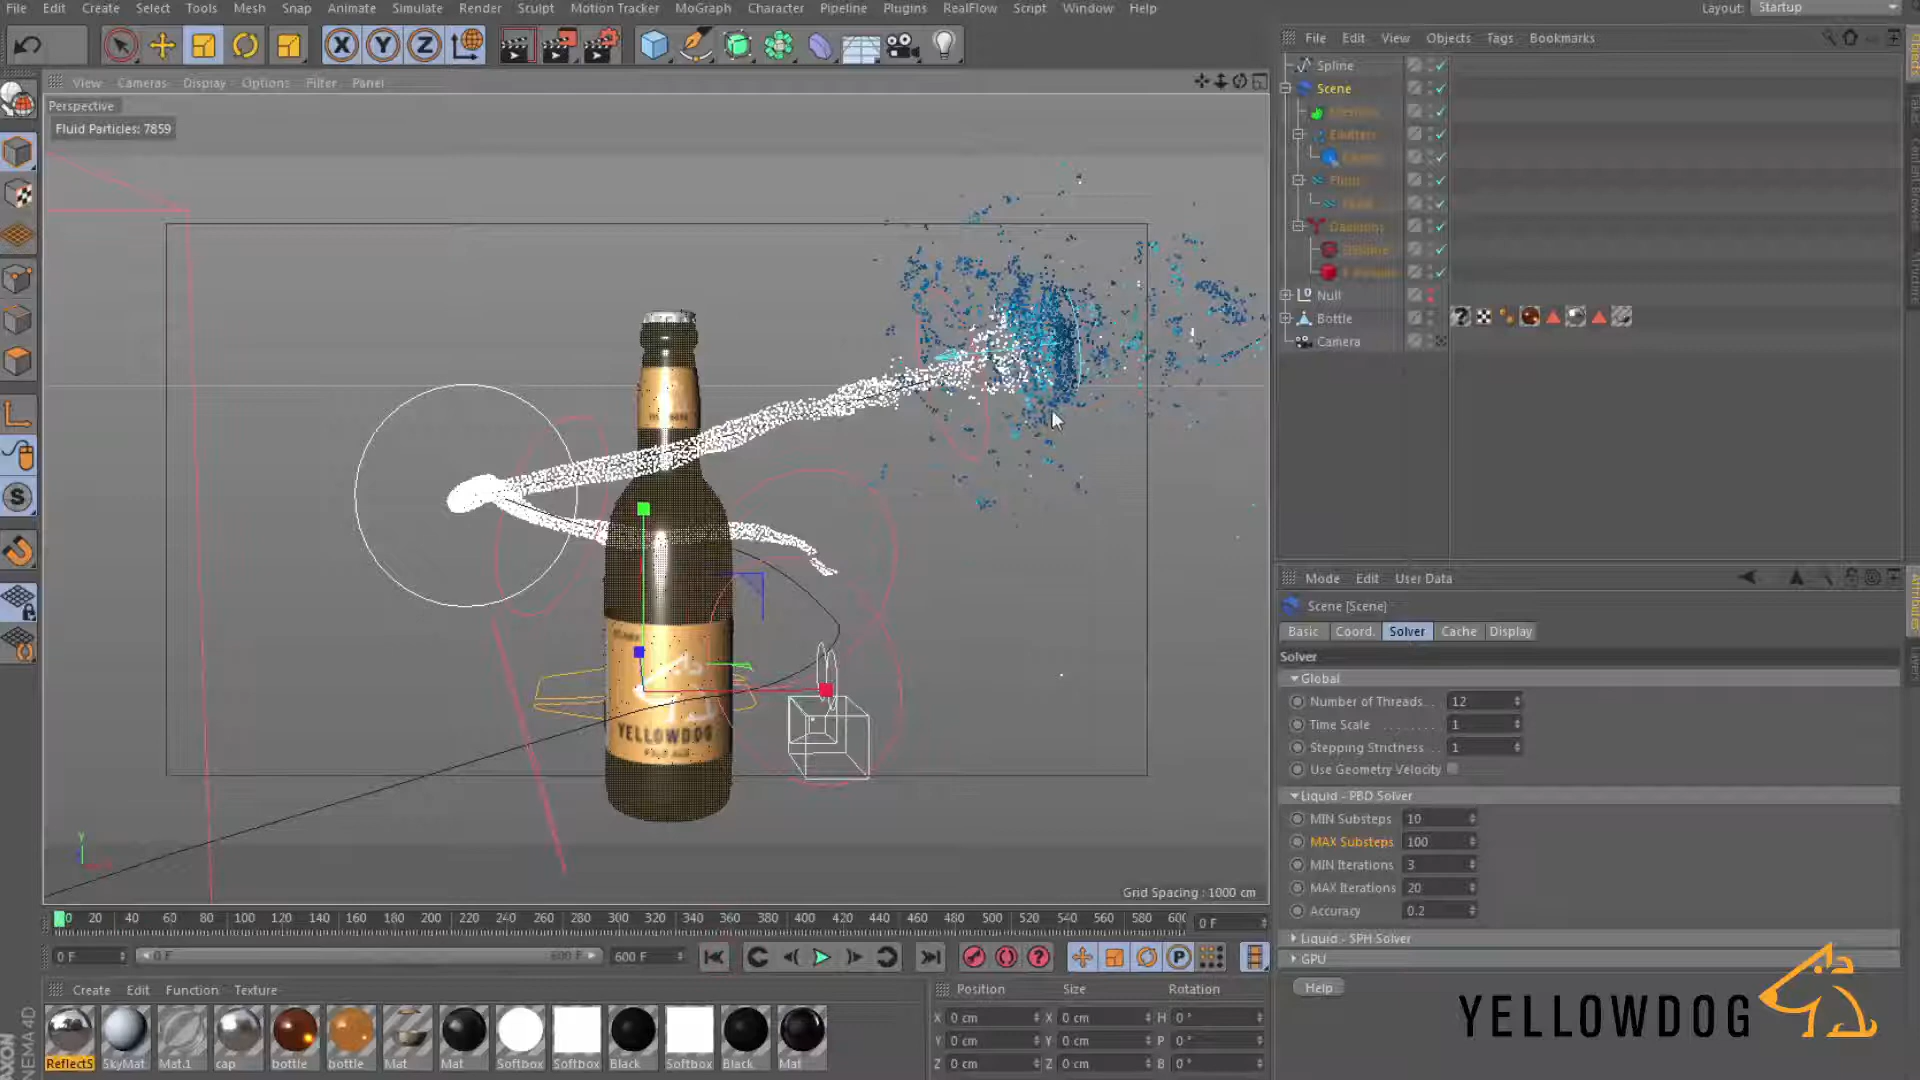 File Edit Create Select Tools Mesh Snap Animate Simulate Render Sculpt Motion Tracker MoGraph Character Pipeline Plugins RealFlow Script Window Help
Layout: Startup
X Y Z
File Edit View Objects Tags Bookmarks
View Cameras Display Options Filter Panel
Perspective
Fluid Particles: 7859
Spline
Scene
Emitters
Daemons
Null
Bottle
Camera
YELLOWDOG
Grid Spacing : 1000 cm
0 20 40 60 80 100 120 140 160 180 200 220 240 260 280 300 320 340 360 380 400 420 440 460 480 500 520 540 560 580 600
0 F
0 F
0 F
600 F
600 F
P
Create Edit Function Texture
ReflectS SkyMat Mat.1 cap bottle bottle Mat Mat Softbox Softbox Black Softbox Black Mat
Position Size Rotation
X 0 cm X 0 cm H 0 °
Y 0 cm Y 0 cm P 0 °
Z 0 cm Z 0 cm B 0 °
Mode Edit User Data
Scene [Scene]
Basic Coord. Solver Cache Display
Solver
Global
Number of Threads... 12
Time Scale 1
Stepping Strictness 1
Use Geometry Velocity
Liquid - PBD Solver
MIN Substeps 10
MAX Substeps 100
MIN Iterations 3
MAX Iterations 20
Accuracy 0.2
Liquid - SPH Solver
GPU
Help
YELLOWDOG